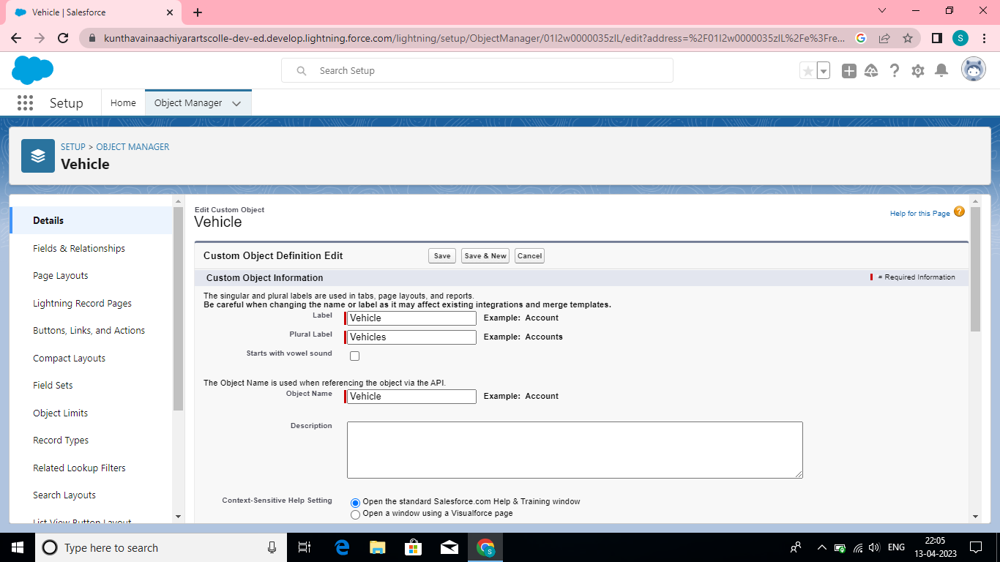 Vehicle | Salesforce
kunthavainaachiyarartscolle-dev-ed.develop.lightning.force.com/lightning/setup/ObjectManager/01I2w0000035zIL/edit?address=%2F01I2w0000035zIL%2Fe%3Fre...
S
Search Setup
Setup
Home
Object Manager
SETUP > OBJECT MANAGER
Vehicle
Details
Fields & Relationships
Page Layouts
Lightning Record Pages
Buttons, Links, and Actions
Compact Layouts
Field Sets
Object Limits
Record Types
Related Lookup Filters
Search Layouts
List View Button Layout
Edit Custom Object
Vehicle
Help for this Page ?
Custom Object Definition Edit
Save
Save & New
Cancel
Custom Object Information
= Required Information
The singular and plural labels are used in tabs, page layouts, and reports.
Be careful when changing the name or label as it may affect existing integrations and merge templates.
Label Vehicle Example: Account
Plural Label Vehicles Example: Accounts
Starts with vowel sound
The Object Name is used when referencing the object via the API.
Object Name Vehicle Example: Account
Description
Context-Sensitive Help Setting Open the standard Salesforce.com Help & Training window
Open a window using a Visualforce page
Type here to search
S
ENG
22:05
13-04-2023